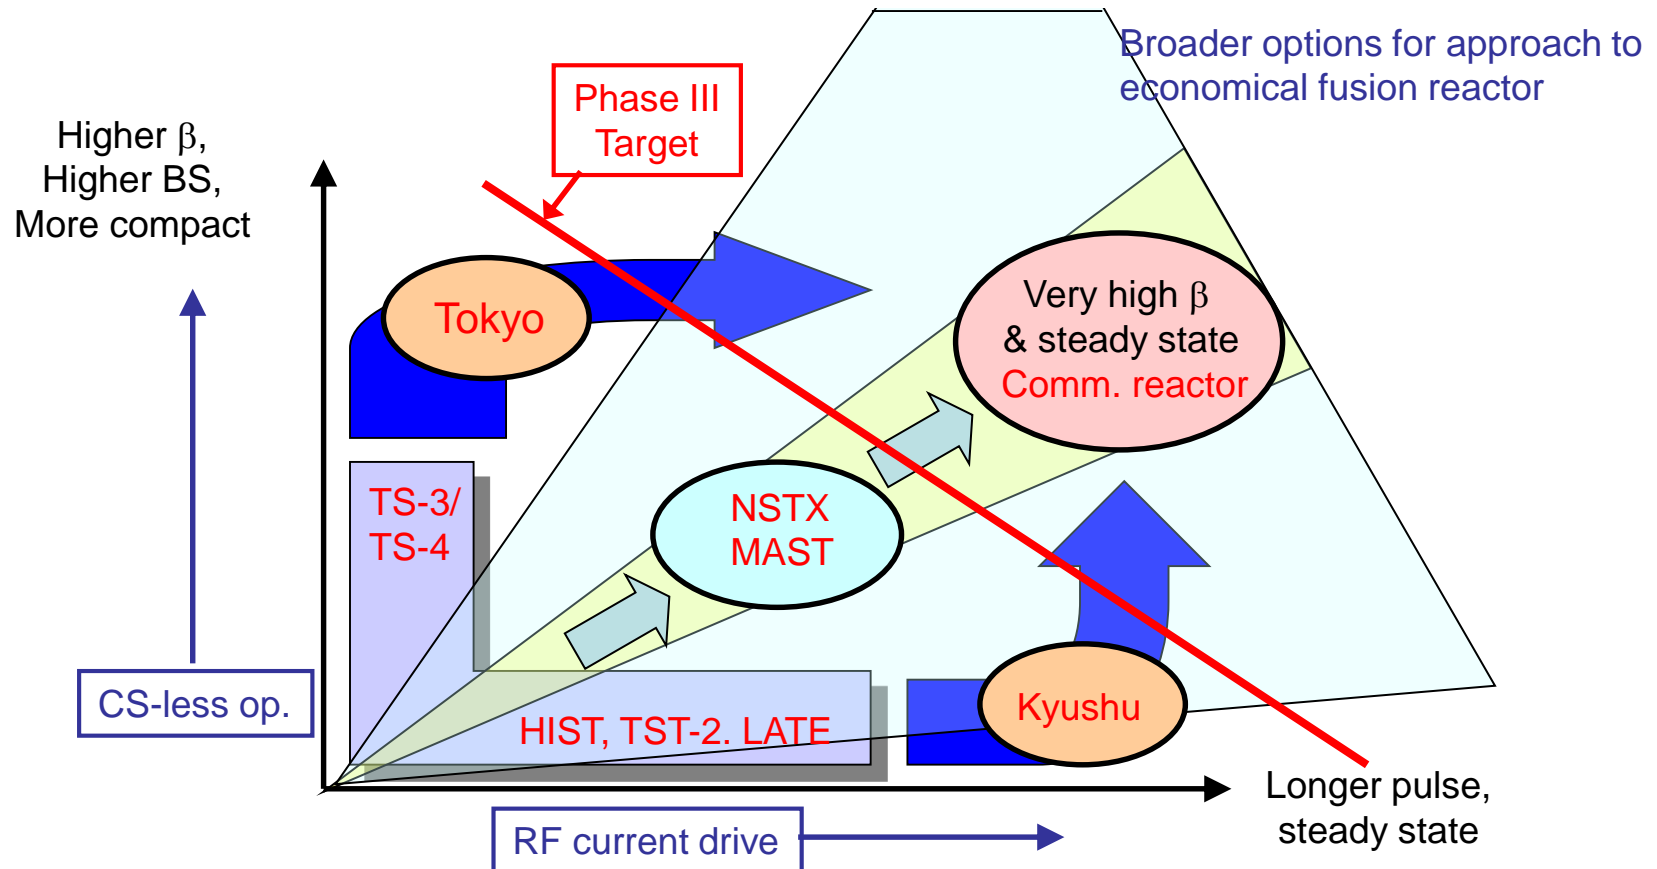 Broader options for approach to
economical fusion reactor
Phase III
Target
Higher β,
Higher BS,
More compact
Tokyo
Very high β
& steady state
Comm. reactor
TS-3/
TS-4
NSTX
MAST
CS-less op.
HIST, TST-2. LATE
Kyushu
Longer pulse,
steady state
RF current drive